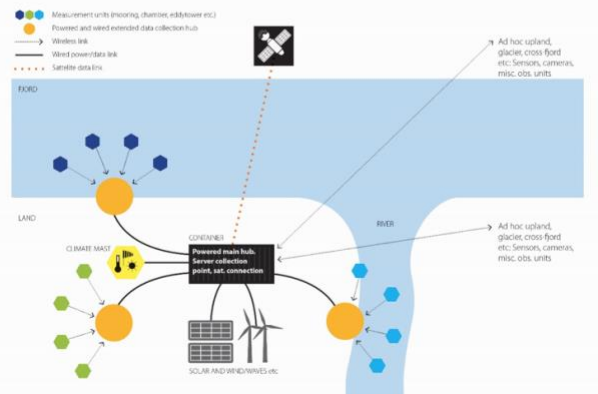 Measurement units (mooring, chamber, eddytower etc.)
Powered and wired extended data collection hub
Wireless link
Wired power/data link
Sattelite data link
Ad hoc upland,
glacier, cross-fjord
etc: Sensors, cameras,
misc. obs. units
FJORD
LAND
RIVER
CONTAINER
Powered main hub.
Server collection
point, sat. connection
CLIMATE MAST
Ad hoc upland,
glacier, cross-fjord
etc: Sensors, cameras,
misc. obs. units
SOLAR AND WIND/WAVES etc